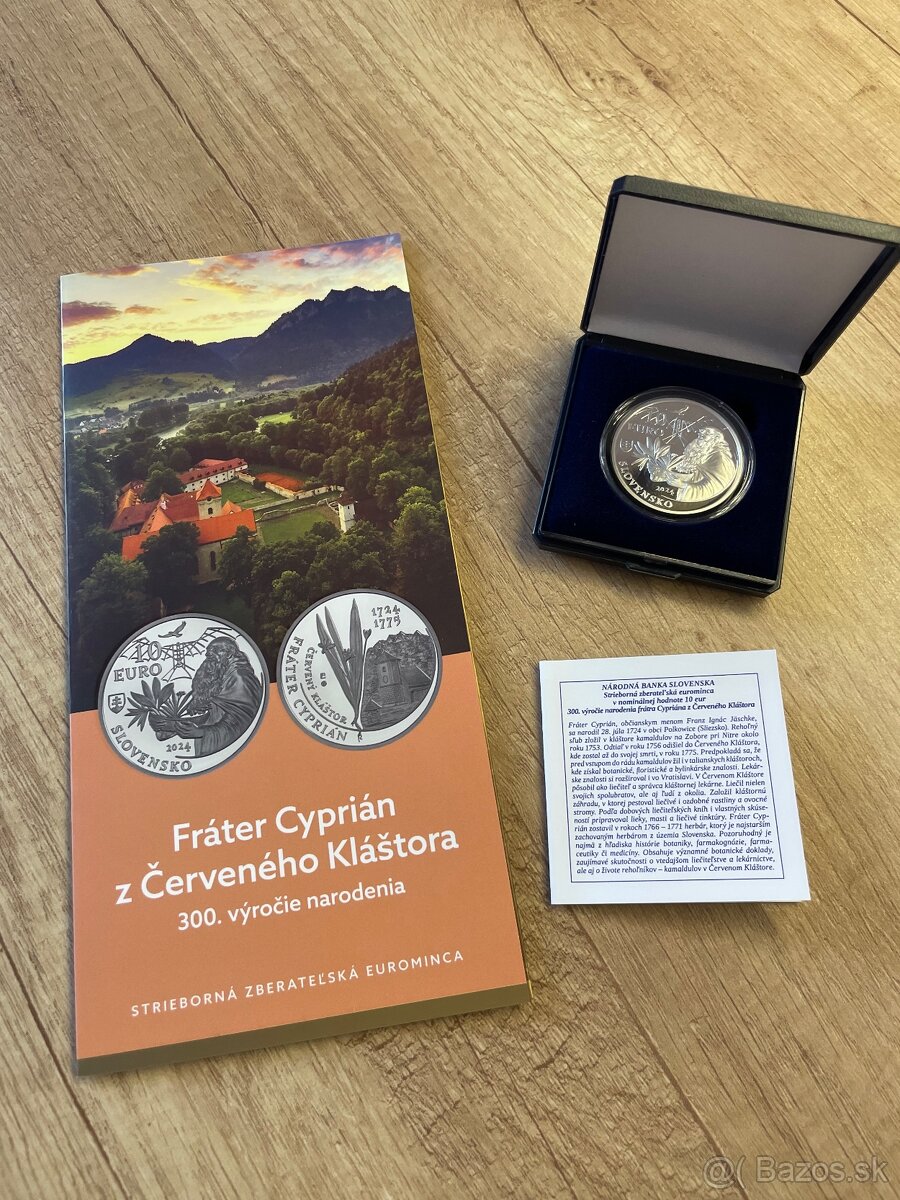 10
EURO
SLOVENSKO
2024
1724
1775
ČERVENÝ KLÁŠTOR
FRÁTER CYPRIÁN
Fráter Cyprián
z Červeného Kláštora
300. výročie narodenia
STRIEBORNÁ ZBERATEĽSKÁ EUROMINCA
EURO
SLOVENSKO
2024
NÁRODNÁ BANKA SLOVENSKA
Strieborná zberateľská eurominca
v nominálnej hodnote 10 eur
300. výročie narodenia frátra Cypriána z Červeného Kláštora
Fráter Cyprián, občianskym menom Franz Ignác Jäschke,
sa narodil 28. júla 1724 v obci Polkowice (Sliezsko). Rehoľný
sľub zložil v kláštore kamaldulov na Zobore pri Nitre okolo
roku 1753. Odtiaľ v roku 1756 odišiel do Červeného Kláštora,
kde zostal až do svojej smrti, v roku 1775. Predpokladá sa, že
pred vstupom do rádu kamaldulov žil i v talianskych kláštoroch,
kde získal botanické, floristické a bylinkárske znalosti. Lekár-
ske znalosti si rozširoval i vo Vratislavi. V Červenom Kláštore
pôsobil ako liečiteľ a správca kláštornej lekárne. Liečil nielen
svojich spolubratov, ale aj ľudí z okolia. Založil kláštornú
záhradu, v ktorej pestoval liečivé i ozdobné rastliny a ovocné
stromy. Podľa dobových liečiteľských kníh i vlastných skúse-
ností pripravoval lieky, masti a liečivé tinktúry. Fráter Cyp-
rián zostavil v rokoch 1766 – 1771 herbár, ktorý je najstarším
zachovaným herbárom z územia Slovenska. Pozoruhodný je
najmä z hľadiska histórie botaniky, farmakognózie, farma-
ceutiky či medicíny. Obsahuje významné botanické doklady,
zaujímavé skutočnosti o vtedajšom liečiteľstve a lekárnictve,
ale aj o živote rehoľníkov – kamaldulov v Červenom Kláštore.
@( Bazos.sk